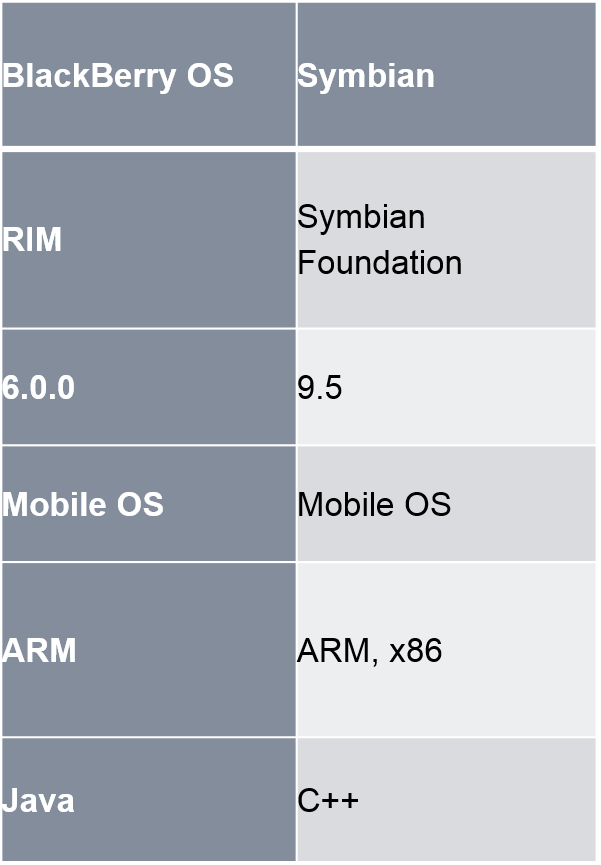 BlackBerry OS
Symbian
RIM
Symbian
Foundation
6.0.0
9.5
Mobile OS
Mobile OS
ARM
ARM, x86
Java
C++